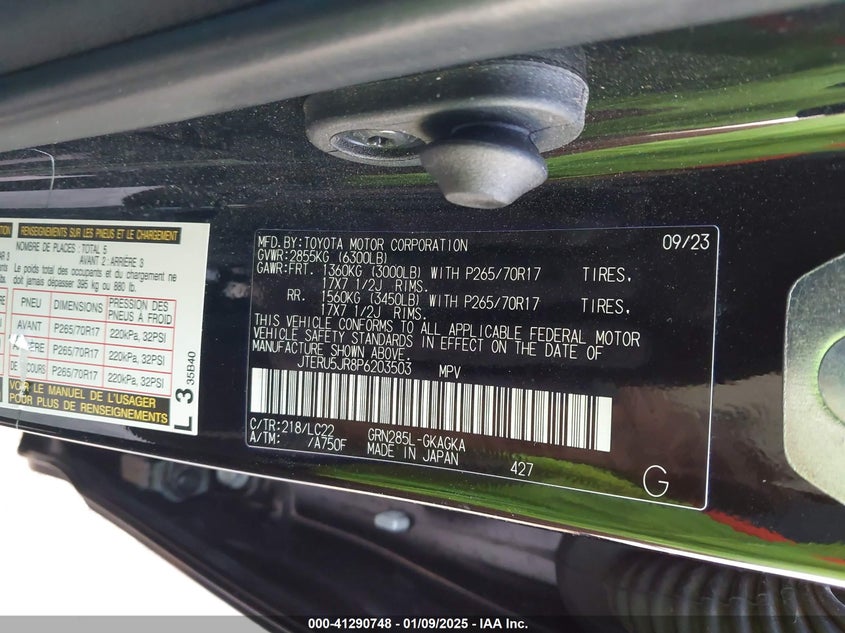 RENSEIGNEMENTS SUR LES PNEUS ET LE CHARGEMENT
NOMBRE DE PLACES : TOTAL 5
AVANT 2 : ARRIÈRE 3
Le poids total des occupants et du chargement ne
doit jamais dépasser 395 kg ou 880 lb.
PNEU DIMENSIONS PRESSION DES PNEUS À FROID
AVANT P265/70R17 220kPa, 32PSI
P265/70R17 220kPa, 32PSI
P265/70R17 220kPa, 32PSI
LE MANUEL DE L'USAGER
POUR PLUS DE RENSEIGNEMENTS
L 3 35B40
MFD.BY:TOYOTA MOTOR CORPORATION 09/23
GVWR:2855KG (6300LB)
GAWR:FRT. 1360KG (3000LB) WITH P265/70R17 TIRES,
17X7 1/2J RIMS.
RR. 1560KG (3450LB) WITH P265/70R17 TIRES,
17X7 1/2J RIMS.
THIS VEHICLE CONFORMS TO ALL APPLICABLE FEDERAL MOTOR
VEHICLE SAFETY STANDARDS IN EFFECT ON THE DATE OF
MANUFACTURE SHOWN ABOVE.
JTERU5JR8P6203503 MPV
C/TR:218/LC22 GRN285L-GKAGKA
A/TM: /A750F MADE IN JAPAN 427
G
000-41290748 - 01/09/2025 - IAA Inc.